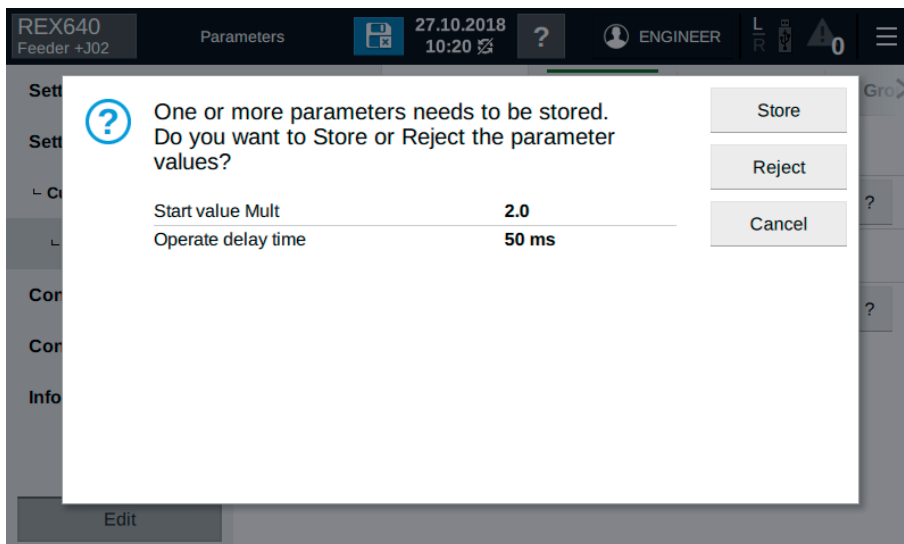 REX640
Feeder +J02
Parameters
27.10.2018
10:20
?
ENGINEER
L
R
0
Sett
Gro
?
One or more parameters needs to be stored.
Do you want to Store or Reject the parameter
values?
Store
Reject
Cancel
Sett
Start value Mult 2.0
Operate delay time 50 ms
?
Con
?
Con
Info
Edit